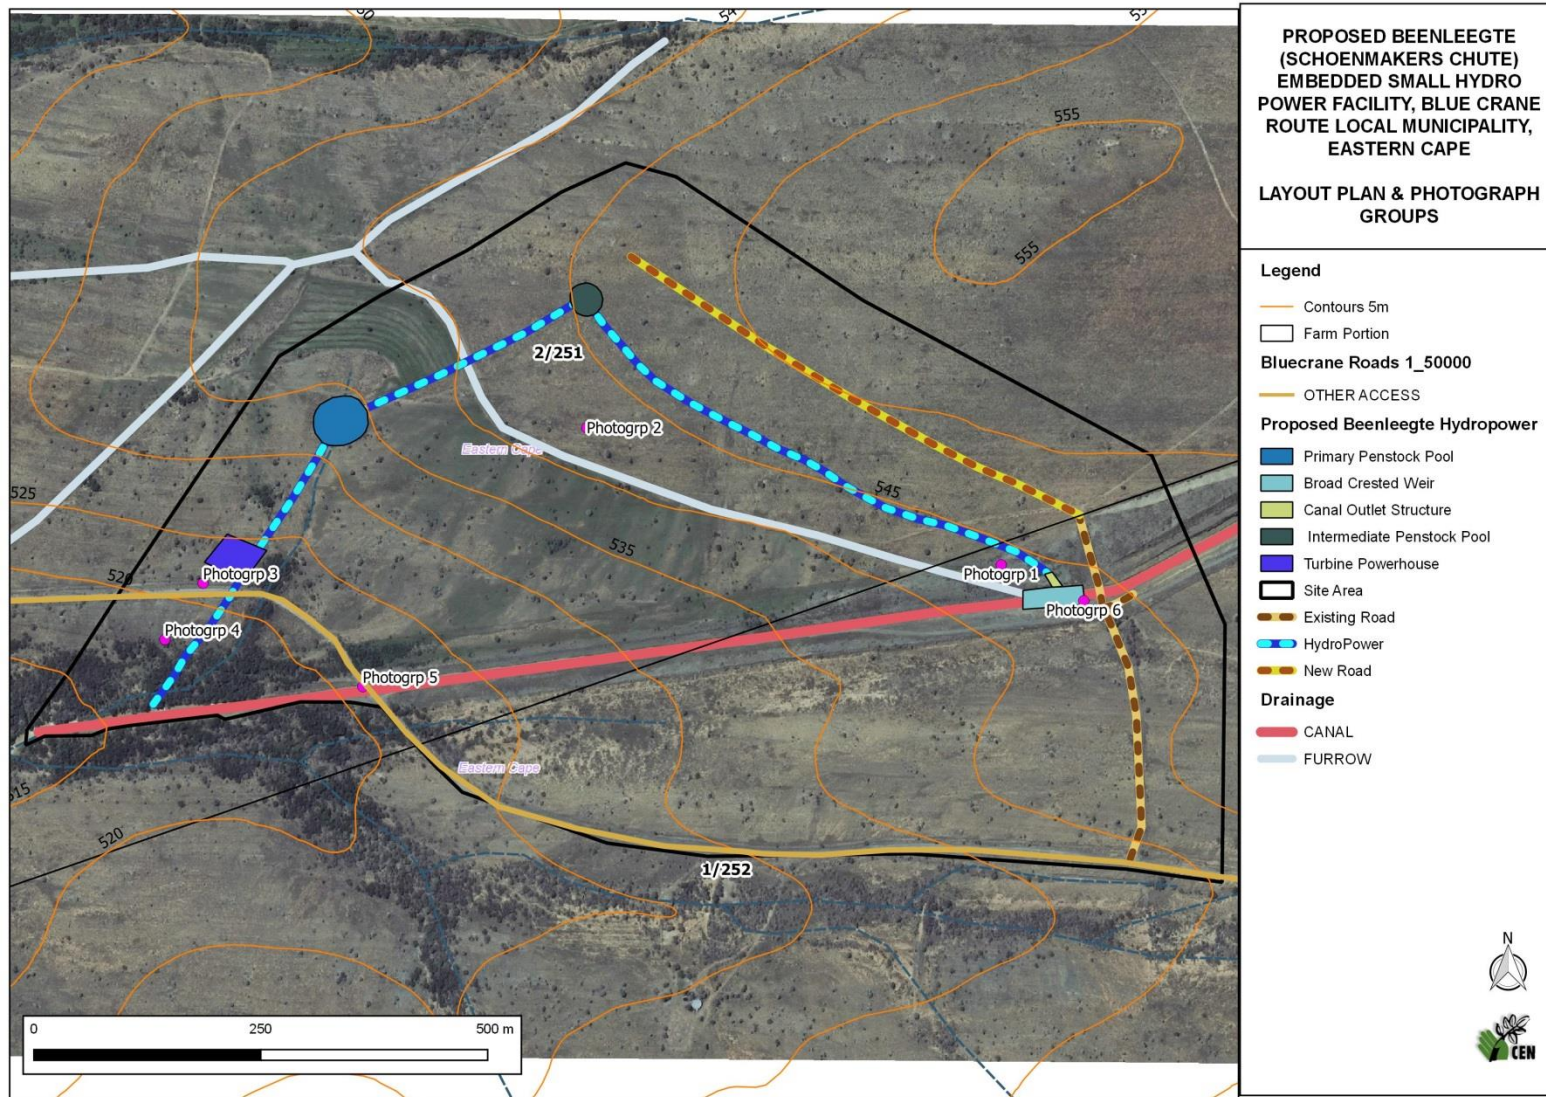 PROPOSED BEENLEEGTE
(SCHOENMAKERS CHUTE)
EMBEDDED SMALL HYDRO
POWER FACILITY, BLUE CRANE
ROUTE LOCAL MUNICIPALITY,
EASTERN CAPE
LAYOUT PLAN & PHOTOGRAPH
GROUPS
Legend
Contours 5m
Farm Portion
Bluecrane Roads 1_50000
OTHER ACCESS
Proposed Beenleegte Hydropower
Primary Penstock Pool
Broad Crested Weir
Canal Outlet Structure
Intermediate Penstock Pool
Turbine Powerhouse
Site Area
Existing Road
HydroPower
New Road
Drainage
CANAL
FURROW
N
CEN
555
555
2/251
Photogrp 2
Eastern Cape
525
545
535
520
Photogrp 3
Photogrp 1
Photogrp 6
Photogrp 4
Photogrp 5
Eastern Cape
520
1/252
0 250 500 m